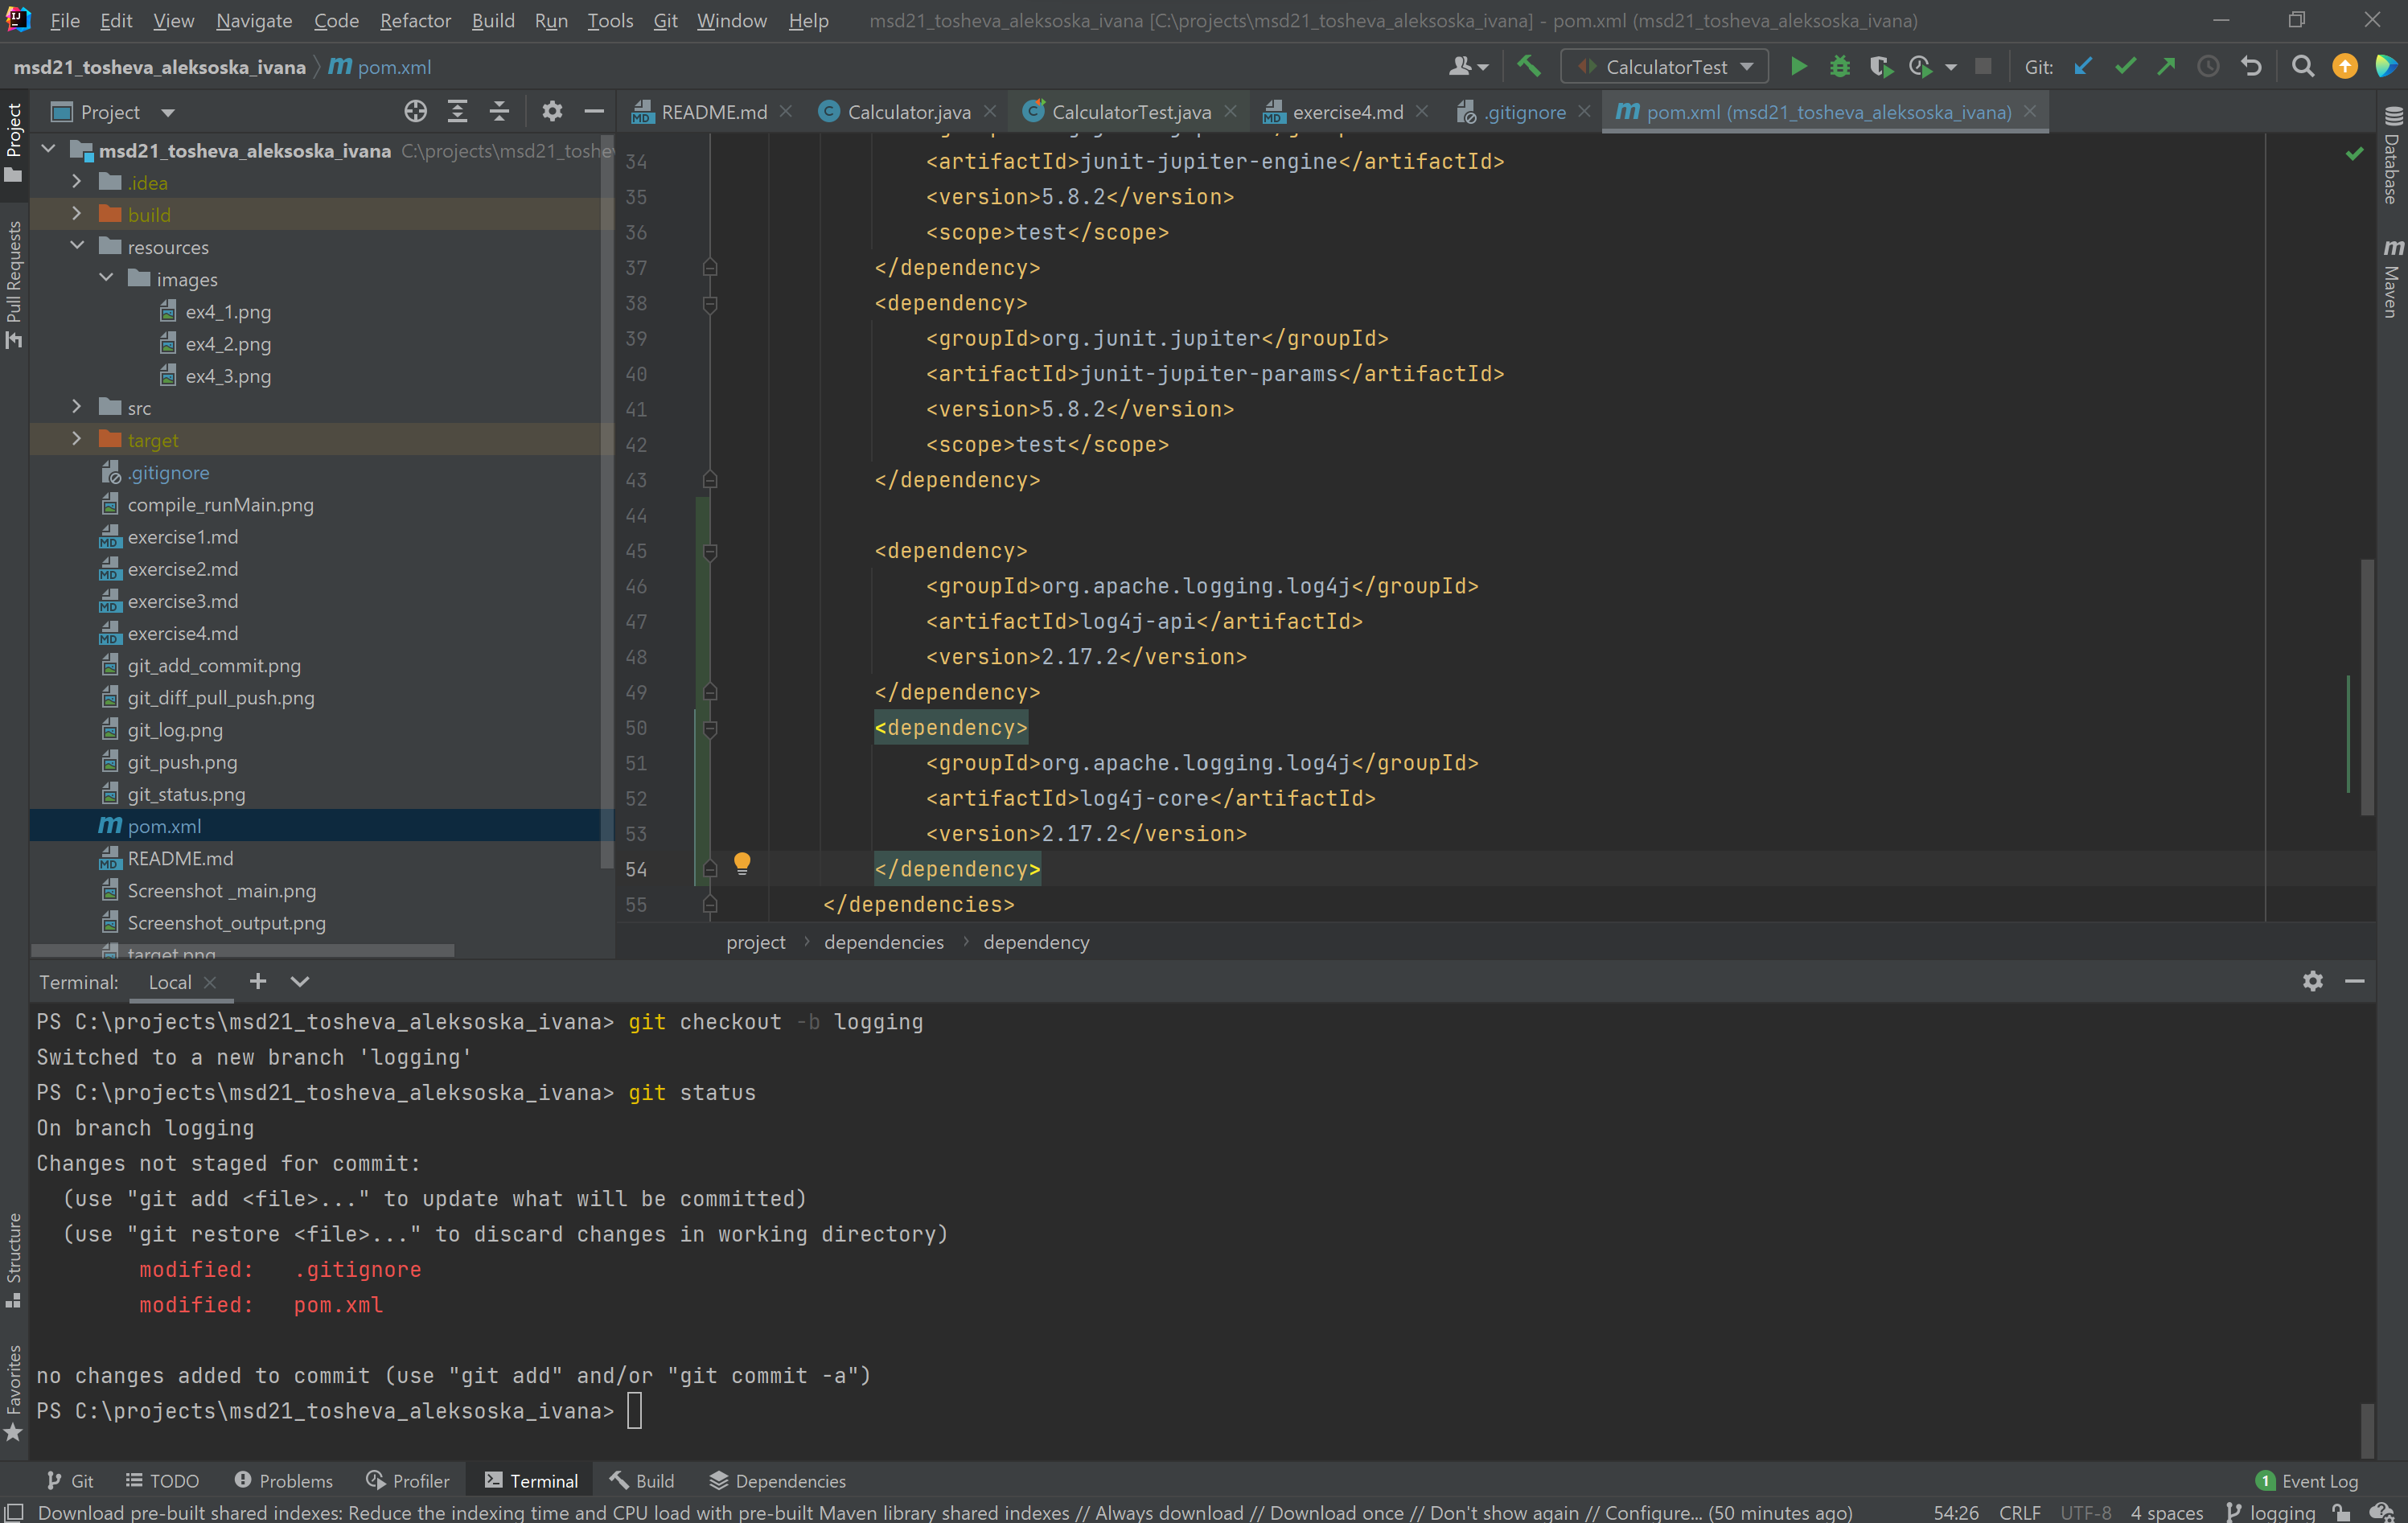 File Edit View Navigate Code Refactor Build Run Tools Git Window Help msd21_tosheva_aleksoska_ivana [C:\projects\msd21_tosheva_aleksoska_ivana] - pom.xml (msd21_tosheva_aleksoska_ivana)
msd21_tosheva_aleksoska_ivana m pom.xml CalculatorTest Git:
Project README.md Calculator.java CalculatorTest.java exercise4.md .gitignore pom.xml (msd21_tosheva_aleksoska_ivana)
Project
Pull Requests
Structure
Favorites
msd21_tosheva_aleksoska_ivana C:\projects\msd21_toshe
.idea
build
resources
images
ex4_1.png
ex4_2.png
ex4_3.png
src
target
.gitignore
compile_runMain.png
exercise1.md
exercise2.md
exercise3.md
exercise4.md
git_add_commit.png
git_diff_pull_push.png
git_log.png
git_push.png
git_status.png
pom.xml
README.md
Screenshot _main.png
Screenshot_output.png
target.png
34 <artifactId>junit-jupiter-engine</artifactId>
35 <version>5.8.2</version>
36 <scope>test</scope>
37 </dependency>
38 <dependency>
39 <groupId>org.junit.jupiter</groupId>
40 <artifactId>junit-jupiter-params</artifactId>
41 <version>5.8.2</version>
42 <scope>test</scope>
43 </dependency>
44
45 <dependency>
46 <groupId>org.apache.logging.log4j</groupId>
47 <artifactId>log4j-api</artifactId>
48 <version>2.17.2</version>
49 </dependency>
50 <dependency>
51 <groupId>org.apache.logging.log4j</groupId>
52 <artifactId>log4j-core</artifactId>
53 <version>2.17.2</version>
54 </dependency>
55 </dependencies>
project dependencies dependency
Database
Maven
Terminal: Local
PS C:\projects\msd21_tosheva_aleksoska_ivana> git checkout -b logging
Switched to a new branch 'logging'
PS C:\projects\msd21_tosheva_aleksoska_ivana> git status
On branch logging
Changes not staged for commit:
(use "git add <file>..." to update what will be committed)
(use "git restore <file>..." to discard changes in working directory)
modified: .gitignore
modified: pom.xml
no changes added to commit (use "git add" and/or "git commit -a")
PS C:\projects\msd21_tosheva_aleksoska_ivana>
Git TODO Problems Profiler Terminal Build Dependencies 1 Event Log
Download pre-built shared indexes: Reduce the indexing time and CPU load with pre-built Maven library shared indexes // Always download // Download once // Don't show again // Configure... (50 minutes ago) 54:26 CRLF UTF-8 4 spaces logging